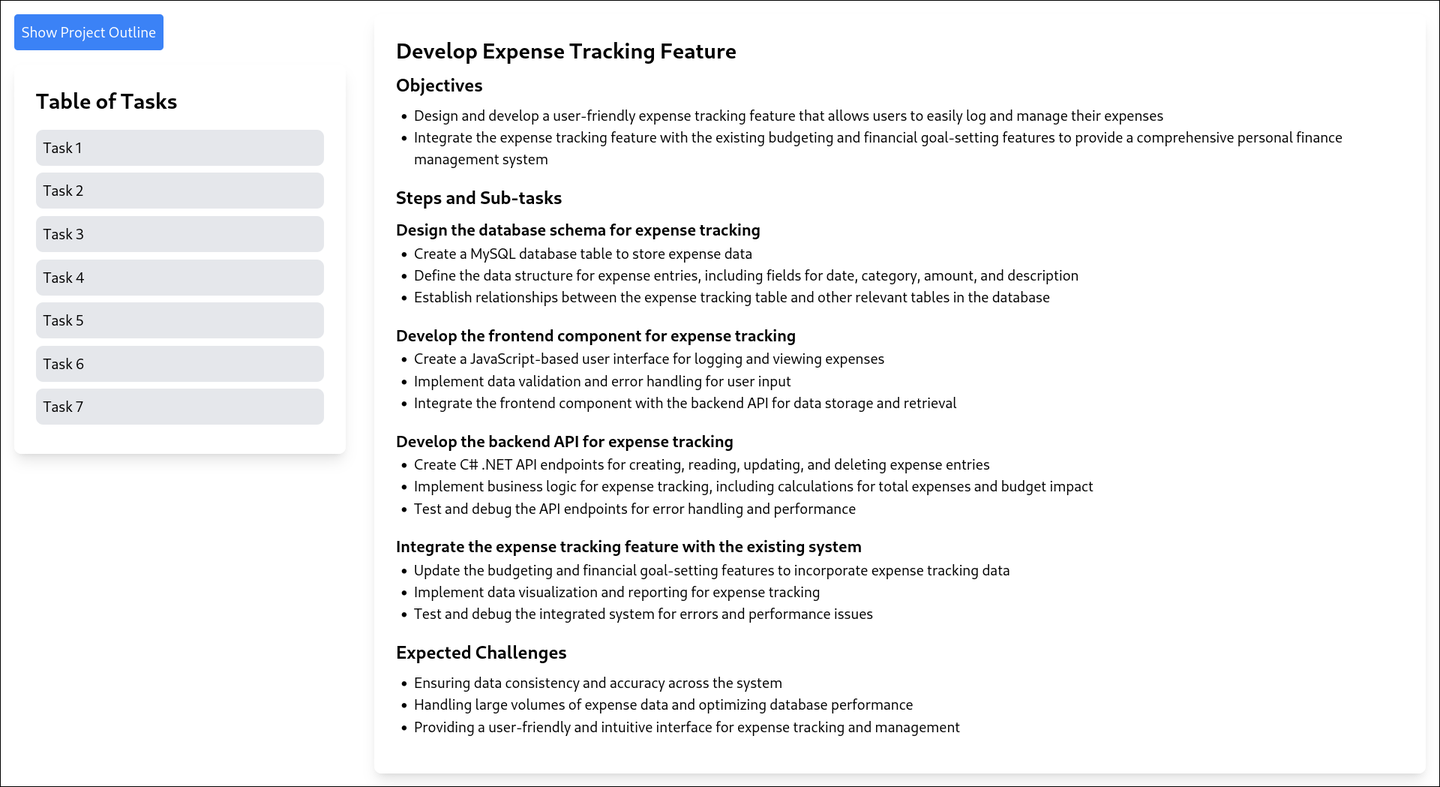 Show Project Outline
Table of Tasks
Task 1
Task 2
Task 3
Task 4
Task 5
Task 6
Task 7
Develop Expense Tracking Feature
Objectives
• Design and develop a user-friendly expense tracking feature that allows users to easily log and manage their expenses
• Integrate the expense tracking feature with the existing budgeting and financial goal-setting features to provide a comprehensive personal finance
management system
Steps and Sub-tasks
Design the database schema for expense tracking
• Create a MySQL database table to store expense data
• Define the data structure for expense entries, including fields for date, category, amount, and description
• Establish relationships between the expense tracking table and other relevant tables in the database
Develop the frontend component for expense tracking
• Create a JavaScript-based user interface for logging and viewing expenses
• Implement data validation and error handling for user input
• Integrate the frontend component with the backend API for data storage and retrieval
Develop the backend API for expense tracking
• Create C# .NET API endpoints for creating, reading, updating, and deleting expense entries
• Implement business logic for expense tracking, including calculations for total expenses and budget impact
• Test and debug the API endpoints for error handling and performance
Integrate the expense tracking feature with the existing system
• Update the budgeting and financial goal-setting features to incorporate expense tracking data
• Implement data visualization and reporting for expense tracking
• Test and debug the integrated system for errors and performance issues
Expected Challenges
• Ensuring data consistency and accuracy across the system
• Handling large volumes of expense data and optimizing database performance
• Providing a user-friendly and intuitive interface for expense tracking and management